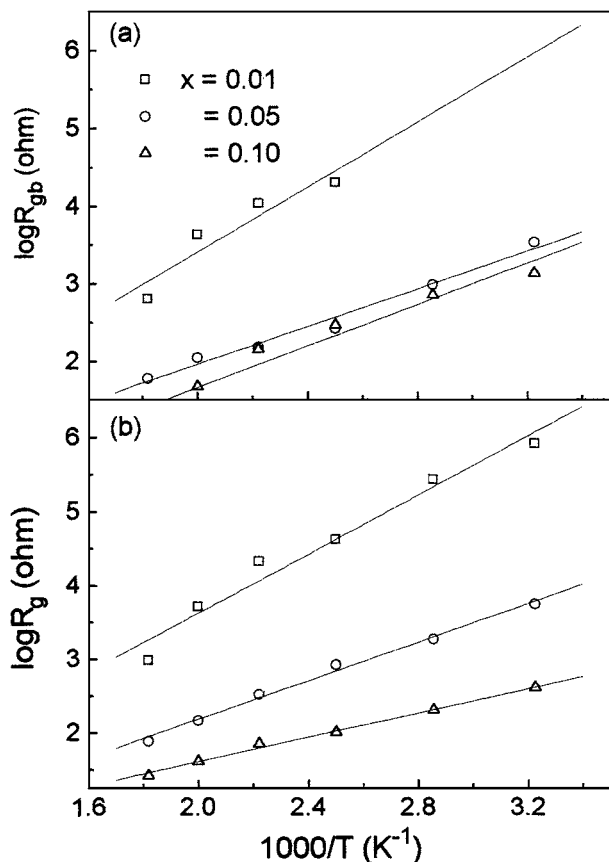 (a)
□ x = 0.01
○ = 0.05
△ = 0.10
logR_gb (ohm)
6
5
4
3
2
(b)
logR_g (ohm)
6
5
4
3
2
1.6 2.0 2.4 2.8 3.2
1000/T (K⁻¹)